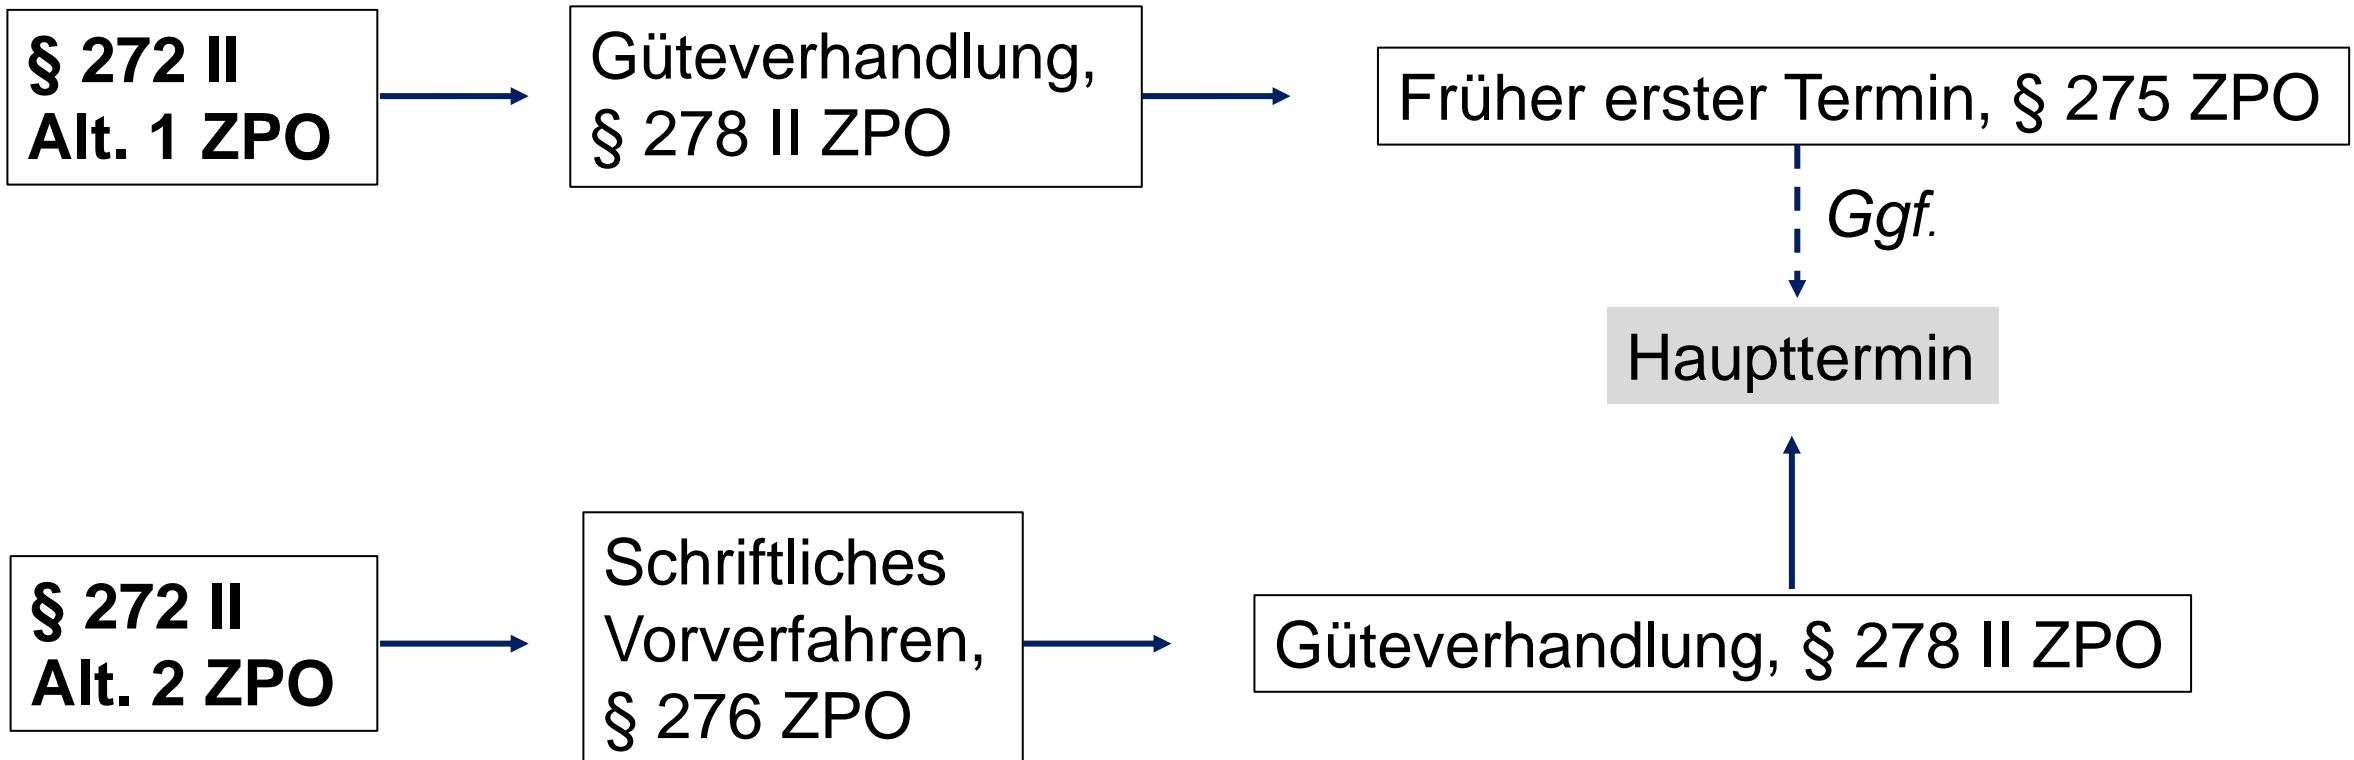 § 272 II
Alt. 1 ZPO
Güteverhandlung,
§ 278 II ZPO
Früher erster Termin, § 275 ZPO
Ggf.
Haupttermin
§ 272 II
Alt. 2 ZPO
Schriftliches
Vorverfahren,
§ 276 ZPO
Güteverhandlung, § 278 II ZPO